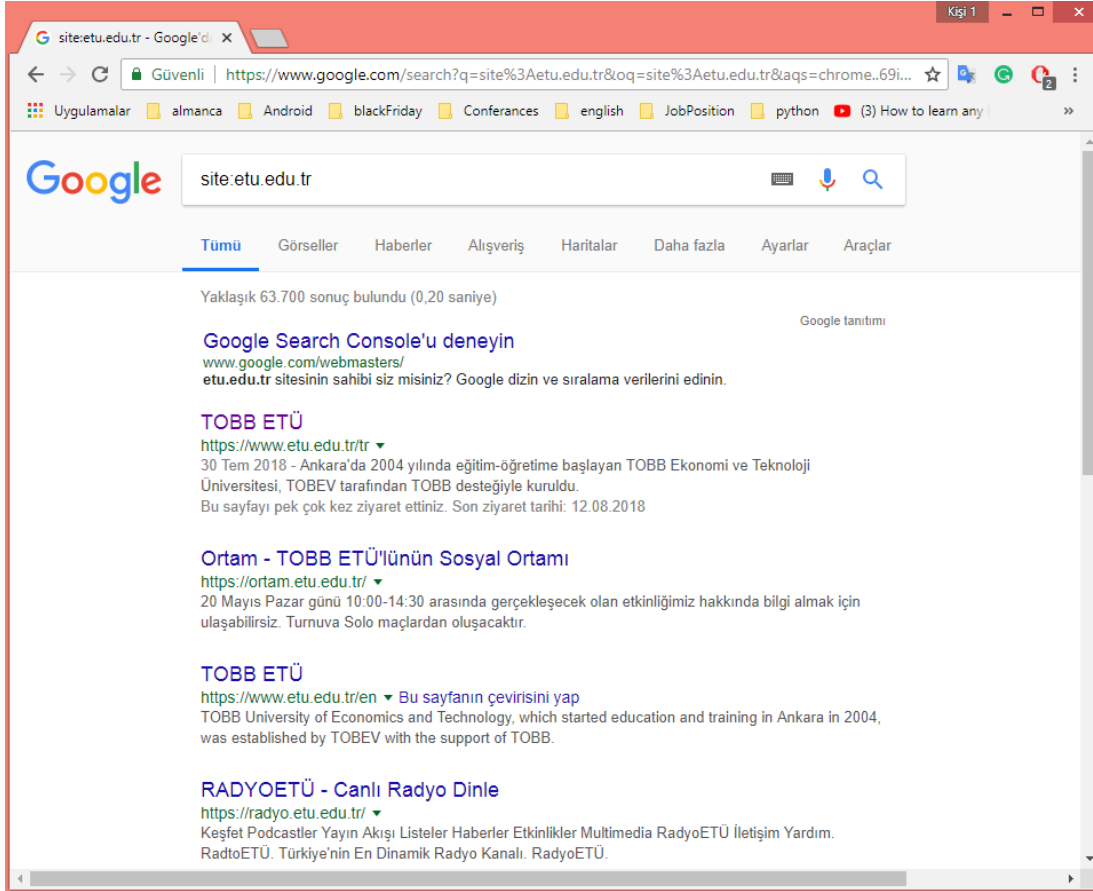 Kişi 1
site:etu.edu.tr - Google'd
Güvenli | https://www.google.com/search?q=site%3Aetu.edu.tr&oq=site%3Aetu.edu.tr&aqs=chrome..69i...
2
Uygulamalar almanca Android blackFriday Conferances english JobPosition python (3) How to learn any »
Google site:etu.edu.tr
Tümü Görseller Haberler Alışveriş Haritalar Daha fazla Ayarlar Araçlar
Yaklaşık 63.700 sonuç bulundu (0,20 saniye)
Google tanıtımı
Google Search Console'u deneyin
www.google.com/webmasters/
etu.edu.tr sitesinin sahibi siz misiniz? Google dizin ve sıralama verilerini edinin.
TOBB ETÜ
https://www.etu.edu.tr/tr
30 Tem 2018 - Ankara'da 2004 yılında eğitim-öğretime başlayan TOBB Ekonomi ve Teknoloji
Üniversitesi, TOBEV tarafından TOBB desteğiyle kuruldu.
Bu sayfayı pek çok kez ziyaret ettiniz. Son ziyaret tarihi: 12.08.2018
Ortam - TOBB ETÜ'lünün Sosyal Ortamı
https://ortam.etu.edu.tr/
20 Mayıs Pazar günü 10:00-14:30 arasında gerçekleşecek olan etkinliğimiz hakkında bilgi almak için
ulaşabilirsiz. Turnuva Solo maçlardan oluşacaktır.
TOBB ETÜ
https://www.etu.edu.tr/en Bu sayfanın çevirisini yap
TOBB University of Economics and Technology, which started education and training in Ankara in 2004,
was established by TOBEV with the support of TOBB.
RADYOETÜ - Canlı Radyo Dinle
https://radyo.etu.edu.tr/
Keşfet Podcastler Yayın Akışı Listeler Haberler Etkinlikler Multimedia RadyoETÜ İletişim Yardım.
RadtoETÜ. Türkiye'nin En Dinamik Radyo Kanalı. RadyoETÜ.